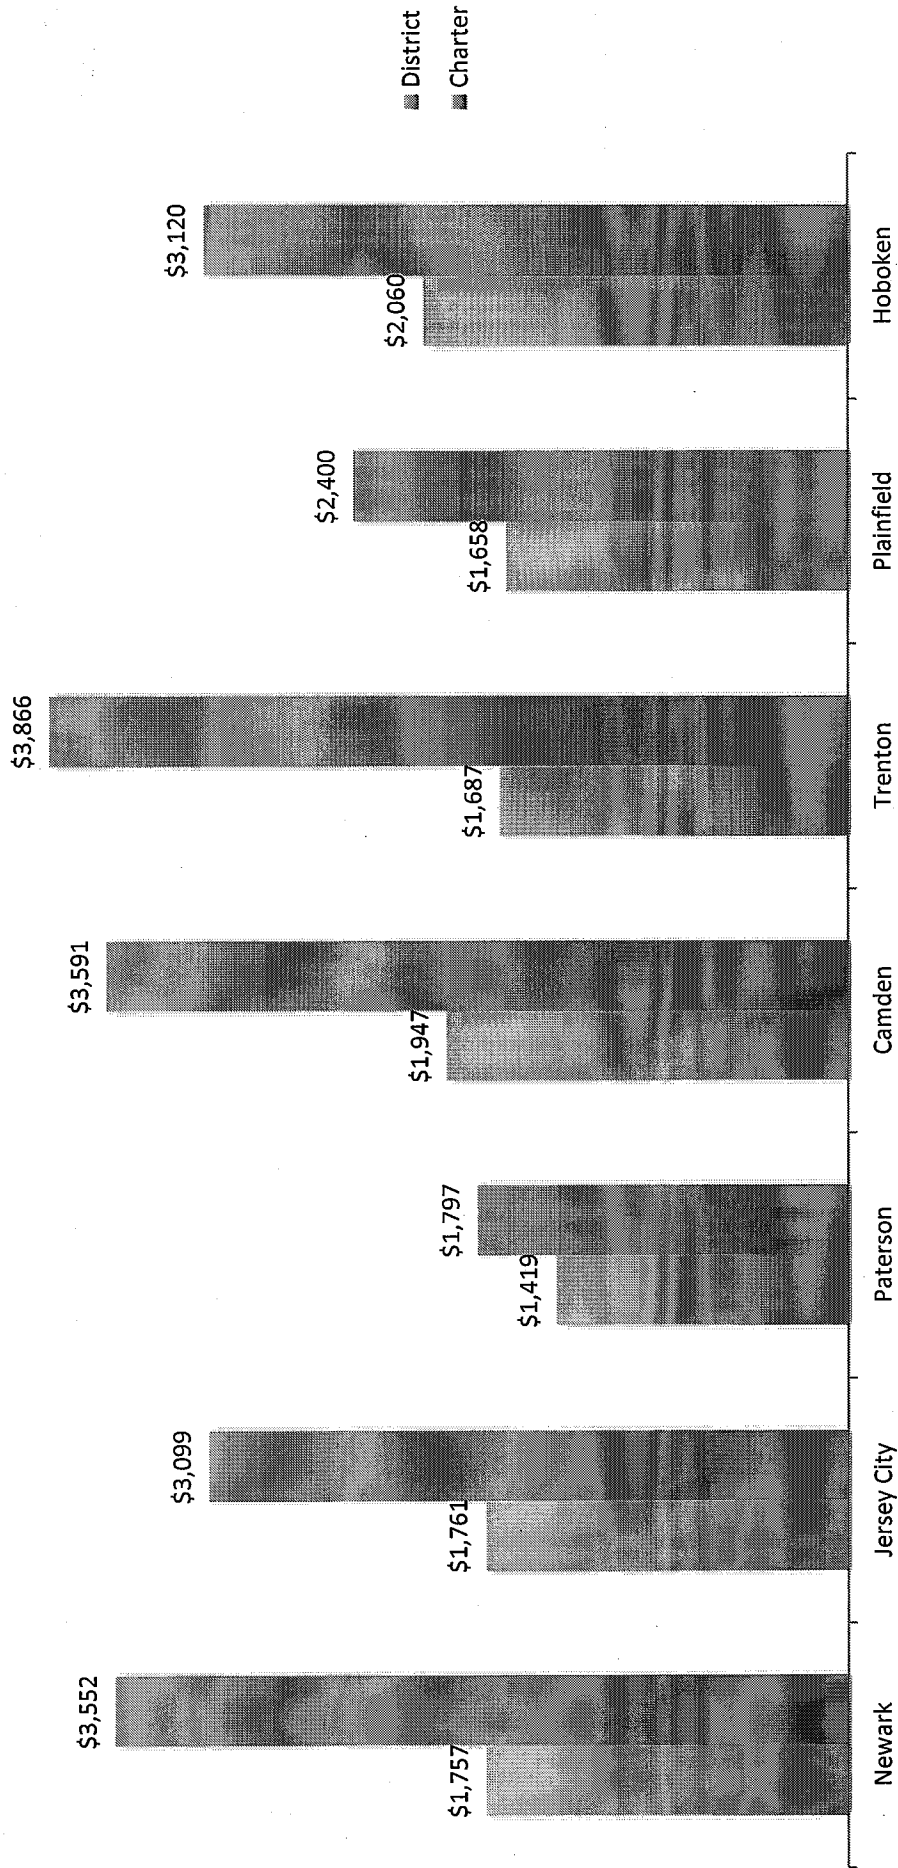 $3,552
$1,757
Newark
$3,099
$1,761
Jersey City
$1,797
$1,419
Paterson
$3,591
$1,947
Camden
$3,866
$1,687
Trenton
$2,400
$1,658
Plainfield
$3,120
$2,060
Hoboken
District
Charter